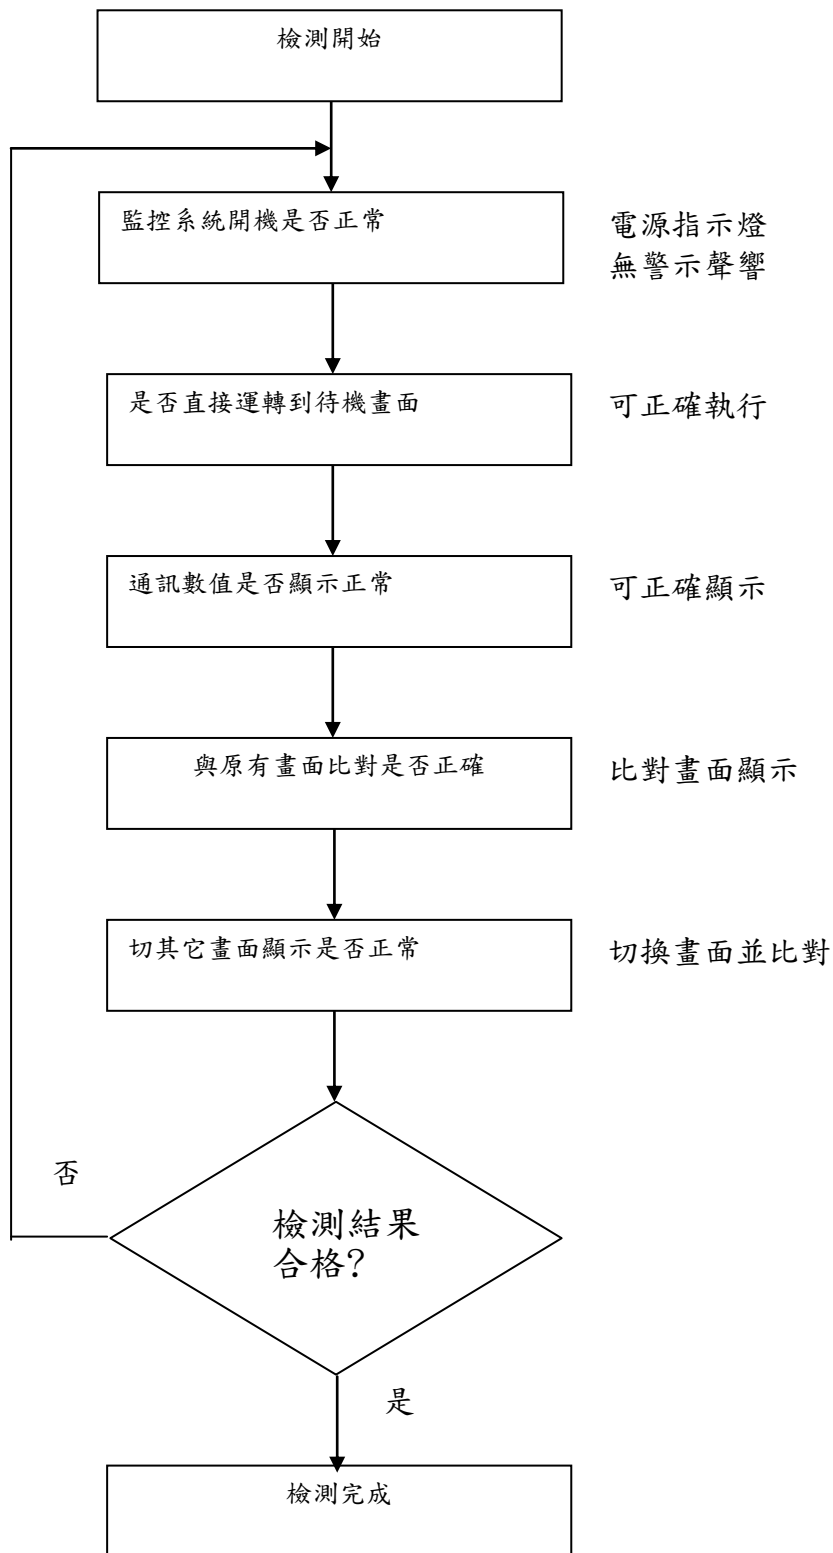 檢測開始
監控系統開機是否正常
電源指示燈
無警示聲響
是否直接運轉到待機畫面
可正確執行
通訊數值是否顯示正常
可正確顯示
與原有畫面比對是否正確
比對畫面顯示
切其它畫面顯示是否正常
切換畫面並比對
否
檢測結果
合格?
是
檢測完成